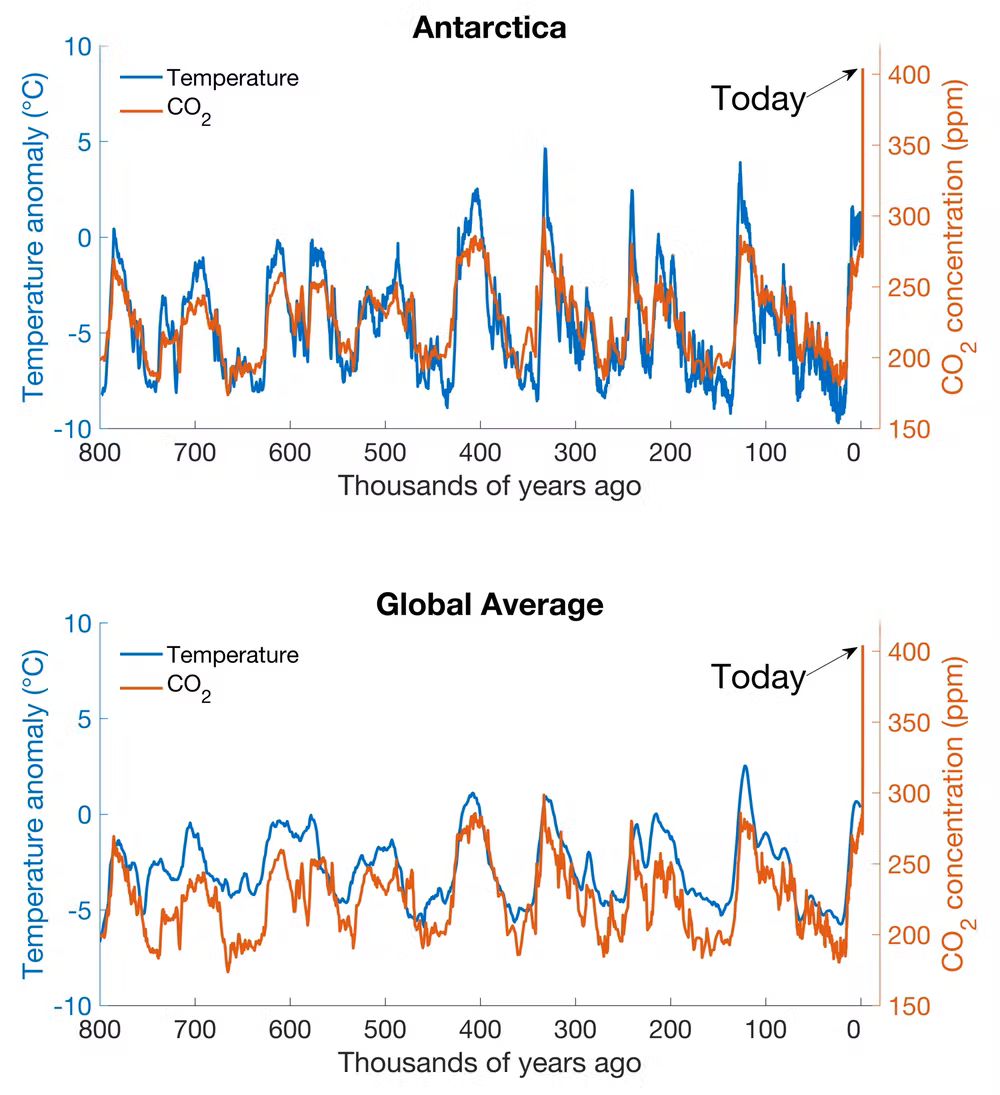 Antarctica
10
5
0
-5
-10
Temperature anomaly (°C)
Temperature
CO2
Today
400
350
300
250
200
150
CO2 concentration (ppm)
800 700 600 500 400 300 200 100 0
Thousands of years ago
Global Average
10
5
0
-5
-10
Temperature anomaly (°C)
Temperature
CO2
Today
400
350
300
250
200
150
CO2 concentration (ppm)
800 700 600 500 400 300 200 100 0
Thousands of years ago